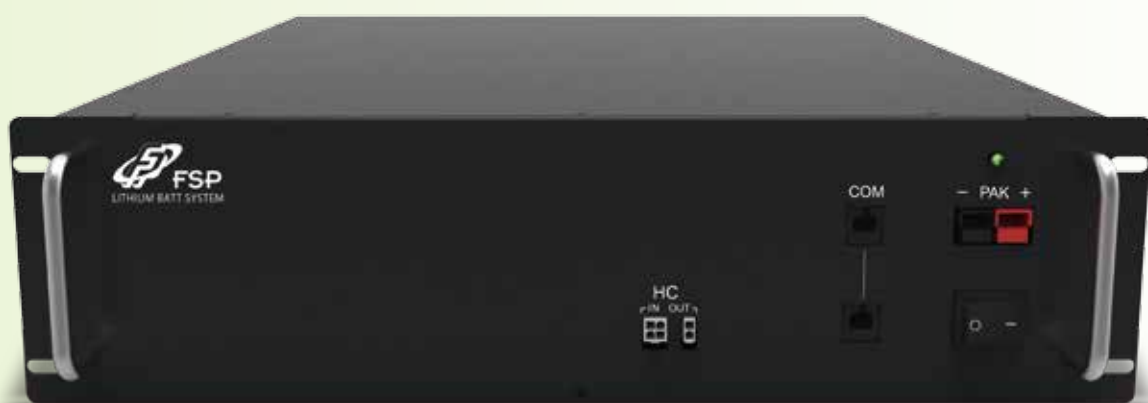 FSP
LITHIUM BATT SYSTEM
COM
− PAK +
HC
IN OUT
O −